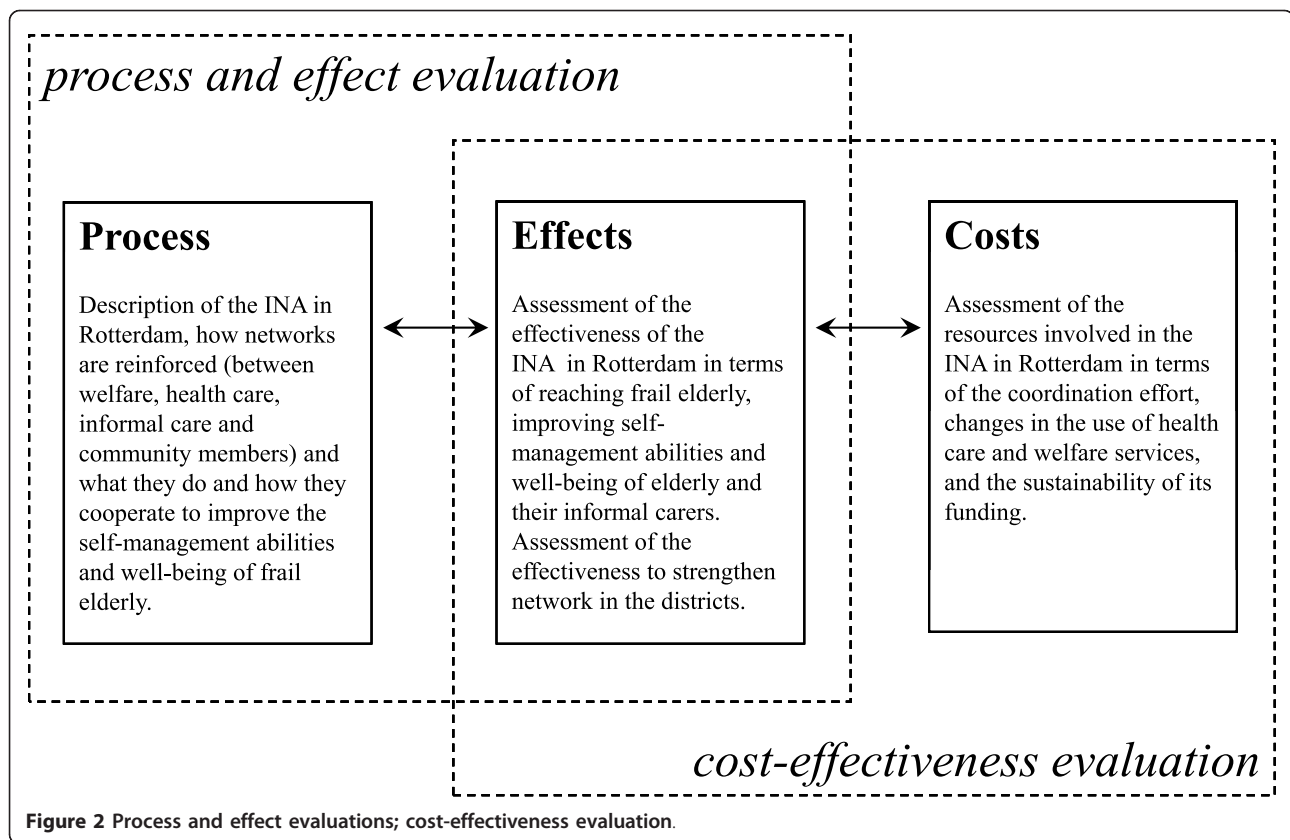 process and effect evaluation
Process
Description of the INA in
Rotterdam, how networks
are reinforced (between
welfare, health care,
informal care and
community members) and
what they do and how they
cooperate to improve the
self-management abilities
and well-being of frail
elderly.
Effects
Assessment of the
effectiveness of the
INA in Rotterdam in terms
of reaching frail elderly,
improving self-
management abilities and
well-being of elderly and
their informal carers.
Assessment of the
effectiveness to strengthen
network in the districts.
Costs
Assessment of the
resources involved in the
INA in Rotterdam in terms
of the coordination effort,
changes in the use of health
care and welfare services,
and the sustainability of its
funding.
cost-effectiveness evaluation
Figure 2 Process and effect evaluations; cost-effectiveness evaluation.